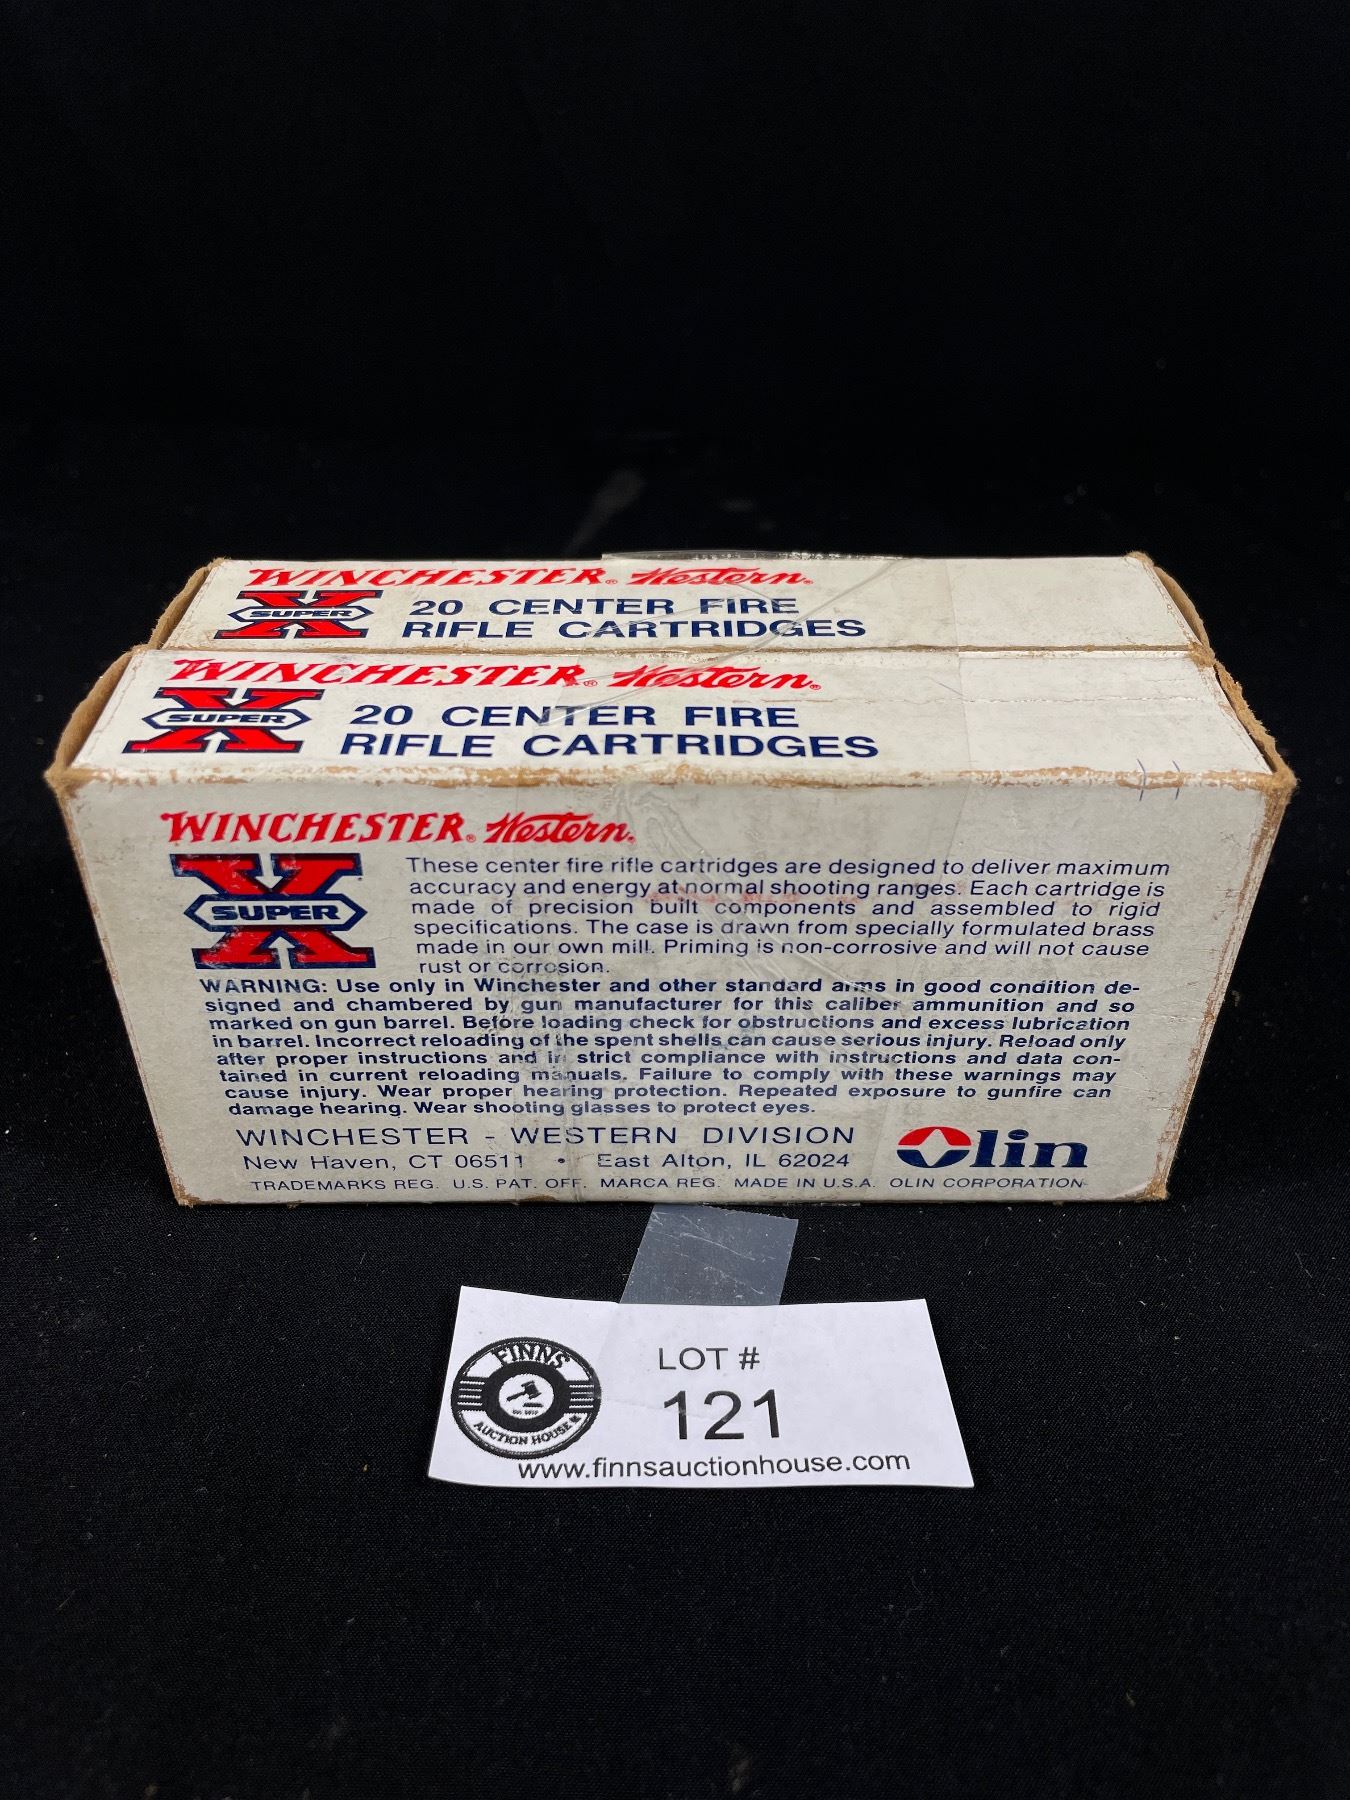 WINCHESTER® Western®
SUPER X
20 CENTER FIRE
RIFLE CARTRIDGES
WINCHESTER® Western®
SUPER X
20 CENTER FIRE
RIFLE CARTRIDGES
WINCHESTER® Western®
SUPER X
These center fire rifle cartridges are designed to deliver maximum
accuracy and energy at normal shooting ranges. Each cartridge is
made of precision built components and assembled to rigid
specifications. The case is drawn from specially formulated brass
made in our own mill. Priming is non-corrosive and will not cause
rust or corrosion.
WARNING: Use only in Winchester and other standard arms in good condition de-
signed and chambered by gun manufacturer for this caliber ammunition and so
marked on gun barrel. Before loading check for obstructions and excess lubrication
in barrel. Incorrect reloading of the spent shells can cause serious injury. Reload only
after proper instructions and in strict compliance with instructions and data con-
tained in current reloading manuals. Failure to comply with these warnings may
cause injury. Wear proper hearing protection. Repeated exposure to gunfire can
damage hearing. Wear shooting glasses to protect eyes.
WINCHESTER - WESTERN DIVISION
New Haven, CT 06511 • East Alton, IL 62024
Olin
TRADEMARKS REG. U.S. PAT. OFF. MARCA REG. MADE IN U.S.A. OLIN CORPORATION
FINNS
AUCTION HOUSE
LOT #
121
www.finnsauctionhouse.com